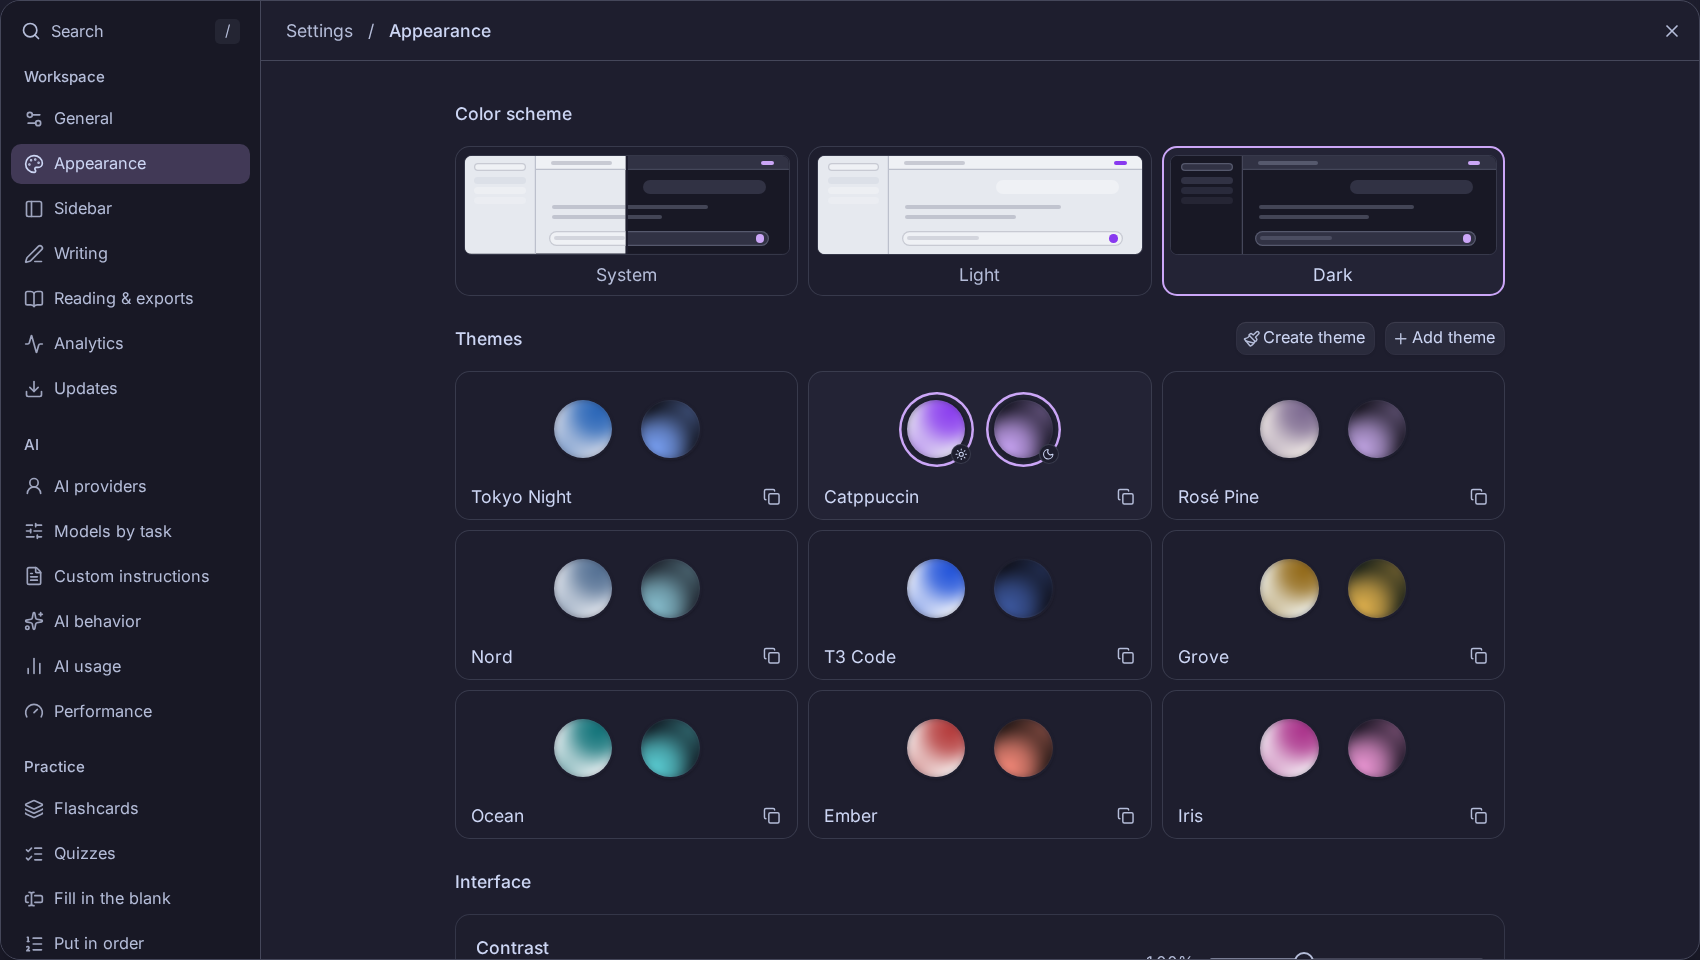 Search /
Workspace
General
Appearance
Sidebar
Writing
Reading & exports
Analytics
Updates
AI
AI providers
Models by task
Custom instructions
AI behavior
AI usage
Performance
Practice
Flashcards
Quizzes
Fill in the blank
Put in order
Settings / Appearance
Color scheme
System
Light
Dark
Themes
Create theme
Add theme
Tokyo Night
Catppuccin
Rosé Pine
Nord
T3 Code
Grove
Ocean
Ember
Iris
Interface
Contrast